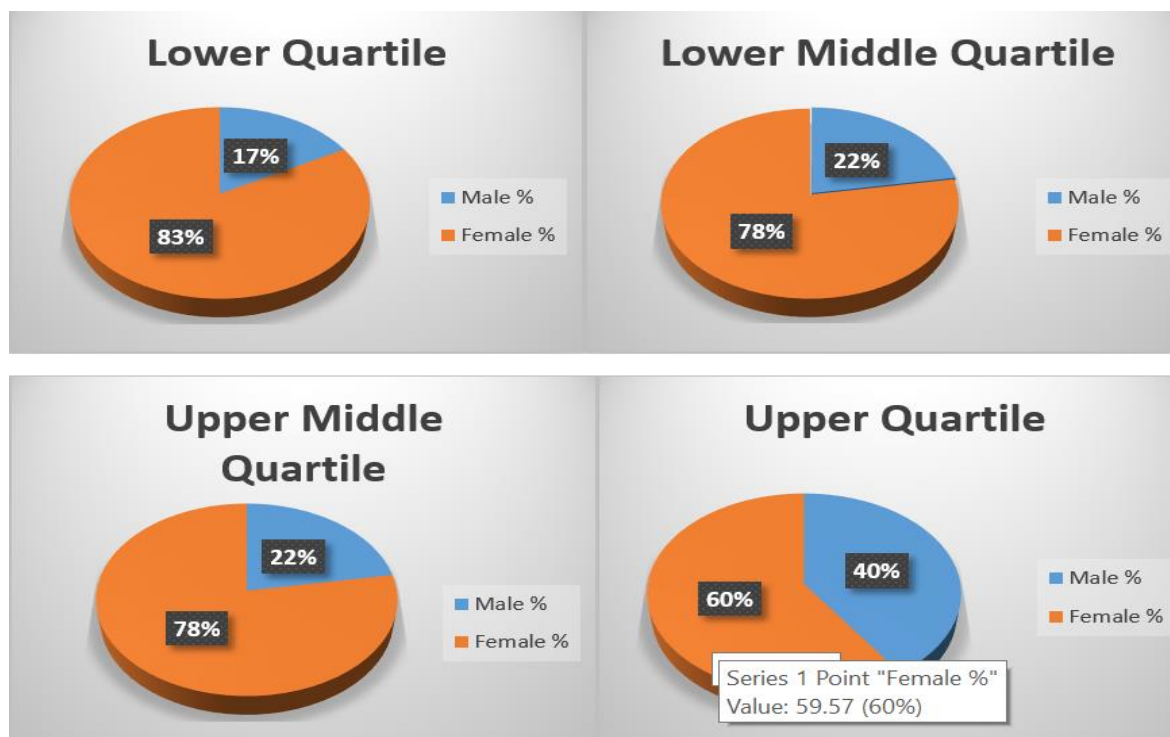 Lower Quartile
17%
83%
Male %
Female %
Lower Middle Quartile
22%
78%
Male %
Female %
Upper Middle
Quartile
22%
78%
Male %
Female %
Upper Quartile
40%
60%
Male %
Female %
Series 1 Point "Female %"
Value: 59.57 (60%)